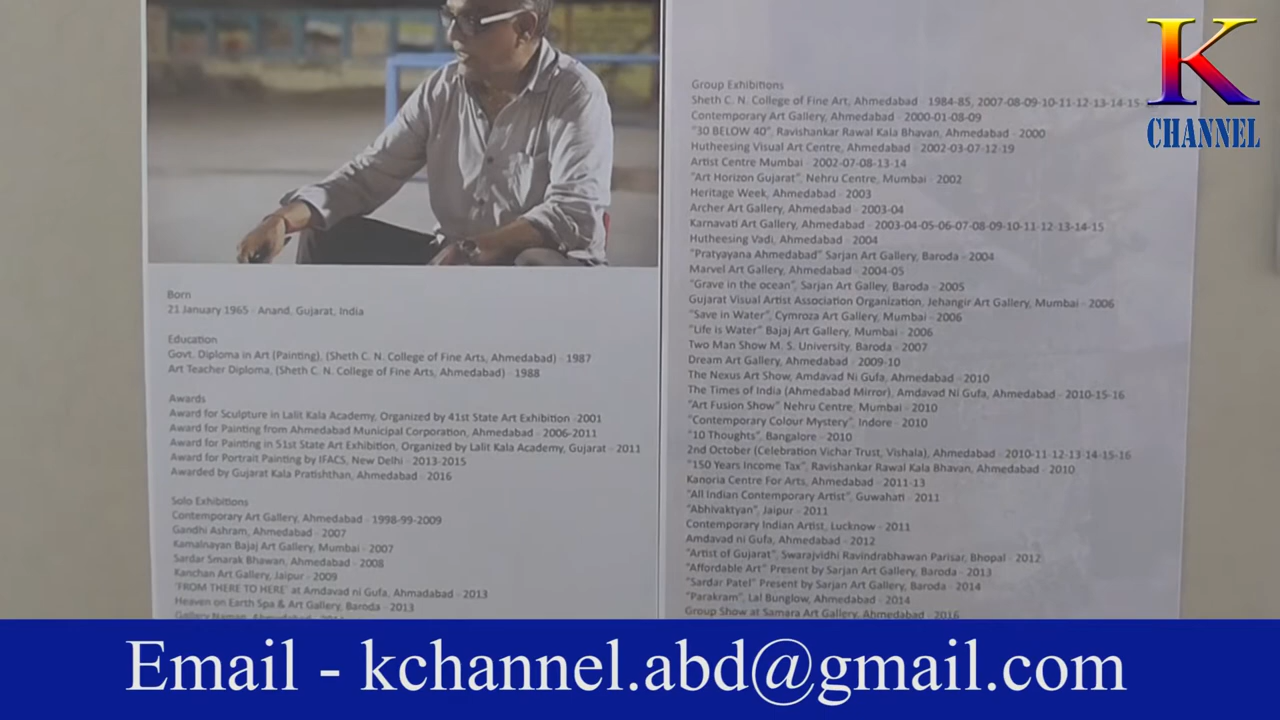 Born
21 January 1965 - Anand, Gujarat, India
Education
Govt. Diploma in Art (Painting), (Sheth C. N. College of Fine Arts, Ahmedabad) - 1987
Art Teacher Diploma, (Sheth C. N. College of Fine Arts, Ahmedabad) - 1988
Awards
Award for Sculpture in Lalit Kala Academy, Organized by 41st State Art Exhibition -2001
Award for Painting from Ahmedabad Municipal Corporation, Ahmedabad - 2006-2011
Award for Painting in 51st State Art Exhibition, Organized by Lalit Kala Academy, Gujarat - 2011
Award for Portrait Painting by IFACS, New Delhi - 2013-2015
Awarded by Gujarat Kala Pratishthan, Ahmedabad - 2016
Solo Exhibitions
Contemporary Art Gallery, Ahmedabad - 1998-99-2009
Gandhi Ashram, Ahmedabad - 2007
Kamalnayan Bajaj Art Gallery, Mumbai - 2007
Sardar Smarak Bhawan, Ahmedabad - 2008
Kanchan Art Gallery, Jaipur - 2009
'FROM THERE TO HERE' at Amdavad ni Gufa, Ahmadabad - 2013
Heaven on Earth Spa & Art Gallery, Baroda - 2013
Group Exhibitions
Sheth C. N. College of Fine Art, Ahmedabad - 1984-85, 2007-08-09-10-11-12-13-14-15-
Contemporary Art Gallery, Ahmedabad - 2000-01-08-09
"30 BELOW 40", Ravishankar Rawal Kala Bhavan, Ahmedabad - 2000
Hutheesing Visual Art Centre, Ahmedabad - 2002-03-07-12-19
Artist Centre Mumbai - 2002-07-08-13-14
"Art Horizon Gujarat", Nehru Centre, Mumbai - 2002
Heritage Week, Ahmedabad - 2003
Archer Art Gallery, Ahmedabad - 2003-04
Karnavati Art Gallery, Ahmedabad - 2003-04-05-06-07-08-09-10-11-12-13-14-15
Hutheesing Vadi, Ahmedabad - 2004
"Pratyayana Ahmedabad" Sarjan Art Gallery, Baroda - 2004
Marvel Art Gallery, Ahmedabad - 2004-05
"Grave in the ocean", Sarjan Art Galley, Baroda - 2005
Gujarat Visual Artist Association Organization, Jehangir Art Gallery, Mumbai - 2006
"Save in Water", Cymroza Art Gallery, Mumbai - 2006
"Life is Water" Bajaj Art Gallery, Mumbai - 2006
Two Man Show M. S. University, Baroda - 2007
Dream Art Gallery, Ahmedabad - 2009-10
The Nexus Art Show, Amdavad Ni Gufa, Ahmedabad - 2010
The Times of India (Ahmedabad Mirror), Amdavad Ni Gufa, Ahmedabad - 2010-15-16
"Art Fusion Show" Nehru Centre, Mumbai - 2010
"Contemporary Colour Mystery", Indore - 2010
"10 Thoughts", Bangalore - 2010
2nd October (Celebration Vichar Trust, Vishala), Ahmedabad - 2010-11-12-13-14-15-16
"150 Years Income Tax", Ravishankar Rawal Kala Bhavan, Ahmedabad - 2010
Kanoria Centre For Arts, Ahmedabad - 2011-13
"All Indian Contemporary Artist", Guwahati - 2011
"Abhivaktyan", Jaipur - 2011
Contemporary Indian Artist, Lucknow - 2011
Amdavad ni Gufa, Ahmedabad - 2012
"Artist of Gujarat", Swarajvidhi Ravindrabhawan Parisar, Bhopal - 2012
"Affordable Art" Present by Sarjan Art Gallery, Baroda - 2013
"Sardar Patel" Present by Sarjan Art Gallery, Baroda - 2014
"Parakram", Lal Bunglow, Ahmedabad - 2014
Group Show at Samara Art Gallery, Ahmedabad - 2016
K
CHANNEL
Email - kchannel.abd@gmail.com